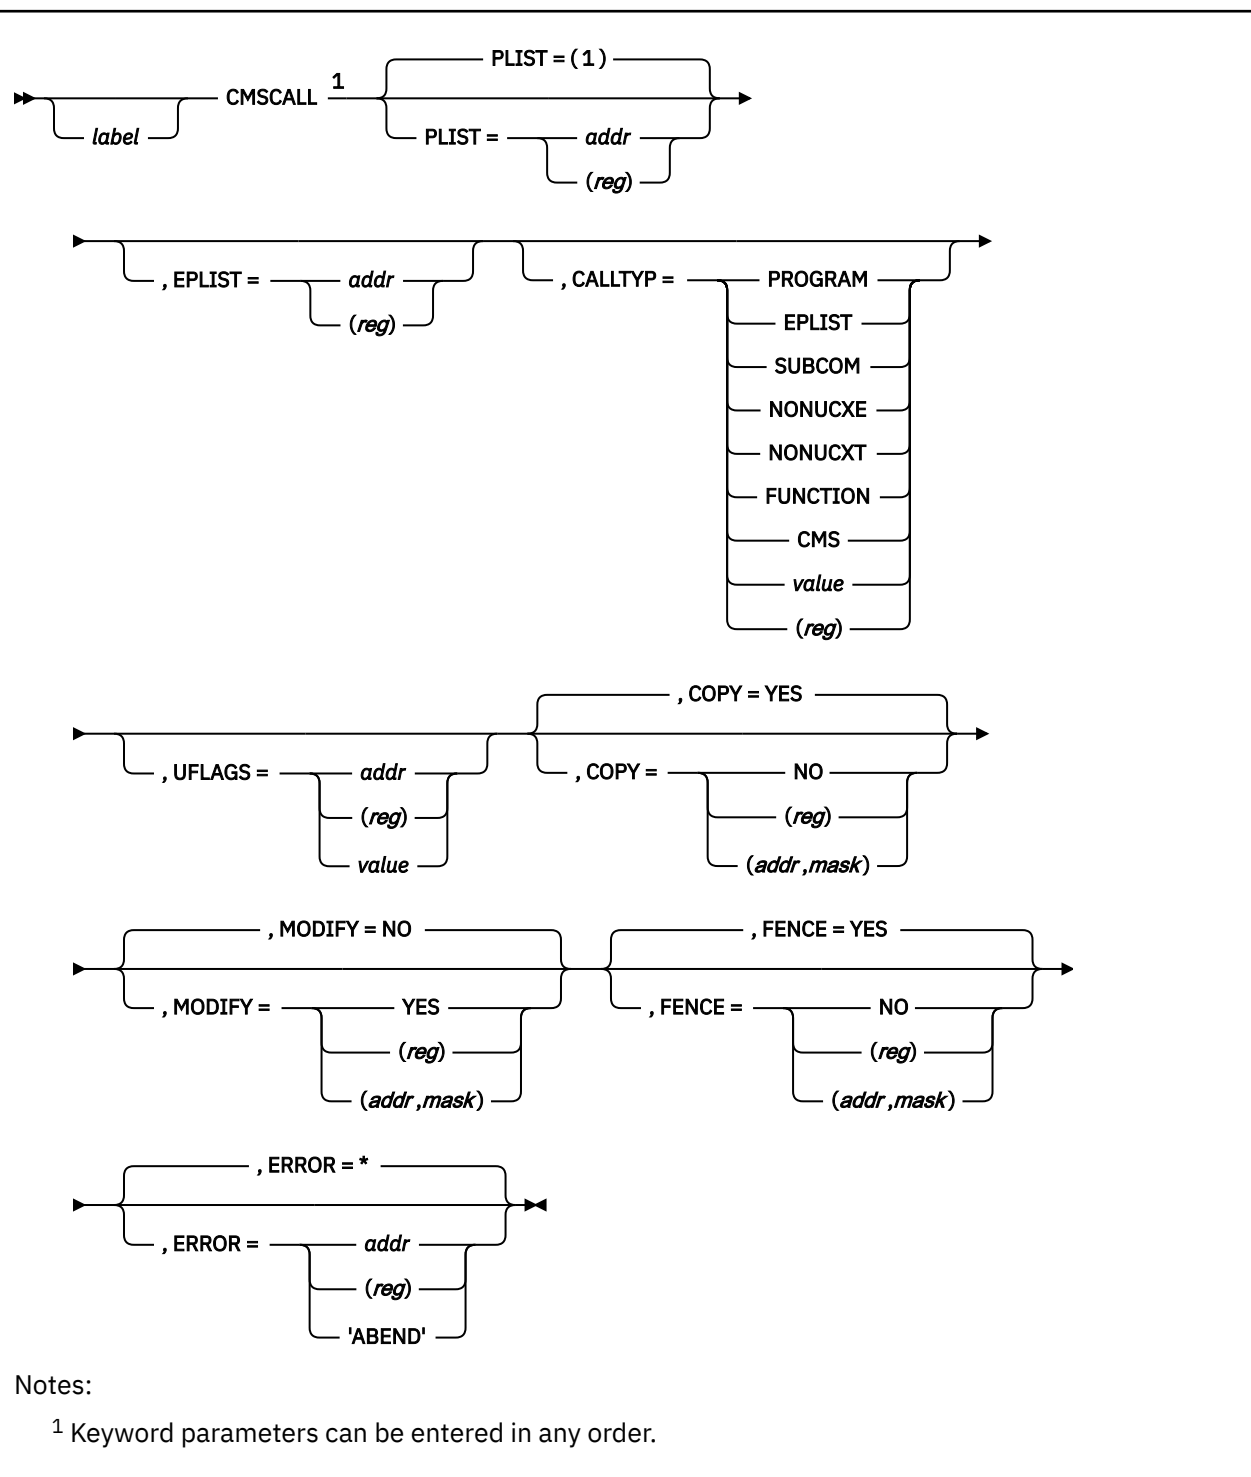 PLIST = ( 1 )
CMSCALL 1
label
PLIST = addr
(reg)
, EPLIST = addr
(reg)
, CALLTYP = PROGRAM
EPLIST
SUBCOM
NONUCXE
NONUCXT
FUNCTION
CMS
value
(reg)
, UFLAGS = addr
(reg)
value
, COPY = YES
, COPY = NO
(reg)
(addr ,mask)
, MODIFY = NO
, MODIFY = YES
(reg)
(addr ,mask)
, FENCE = YES
, FENCE = NO
(reg)
(addr ,mask)
, ERROR = *
, ERROR = addr
(reg)
'ABEND'
Notes:
1 Keyword parameters can be entered in any order.